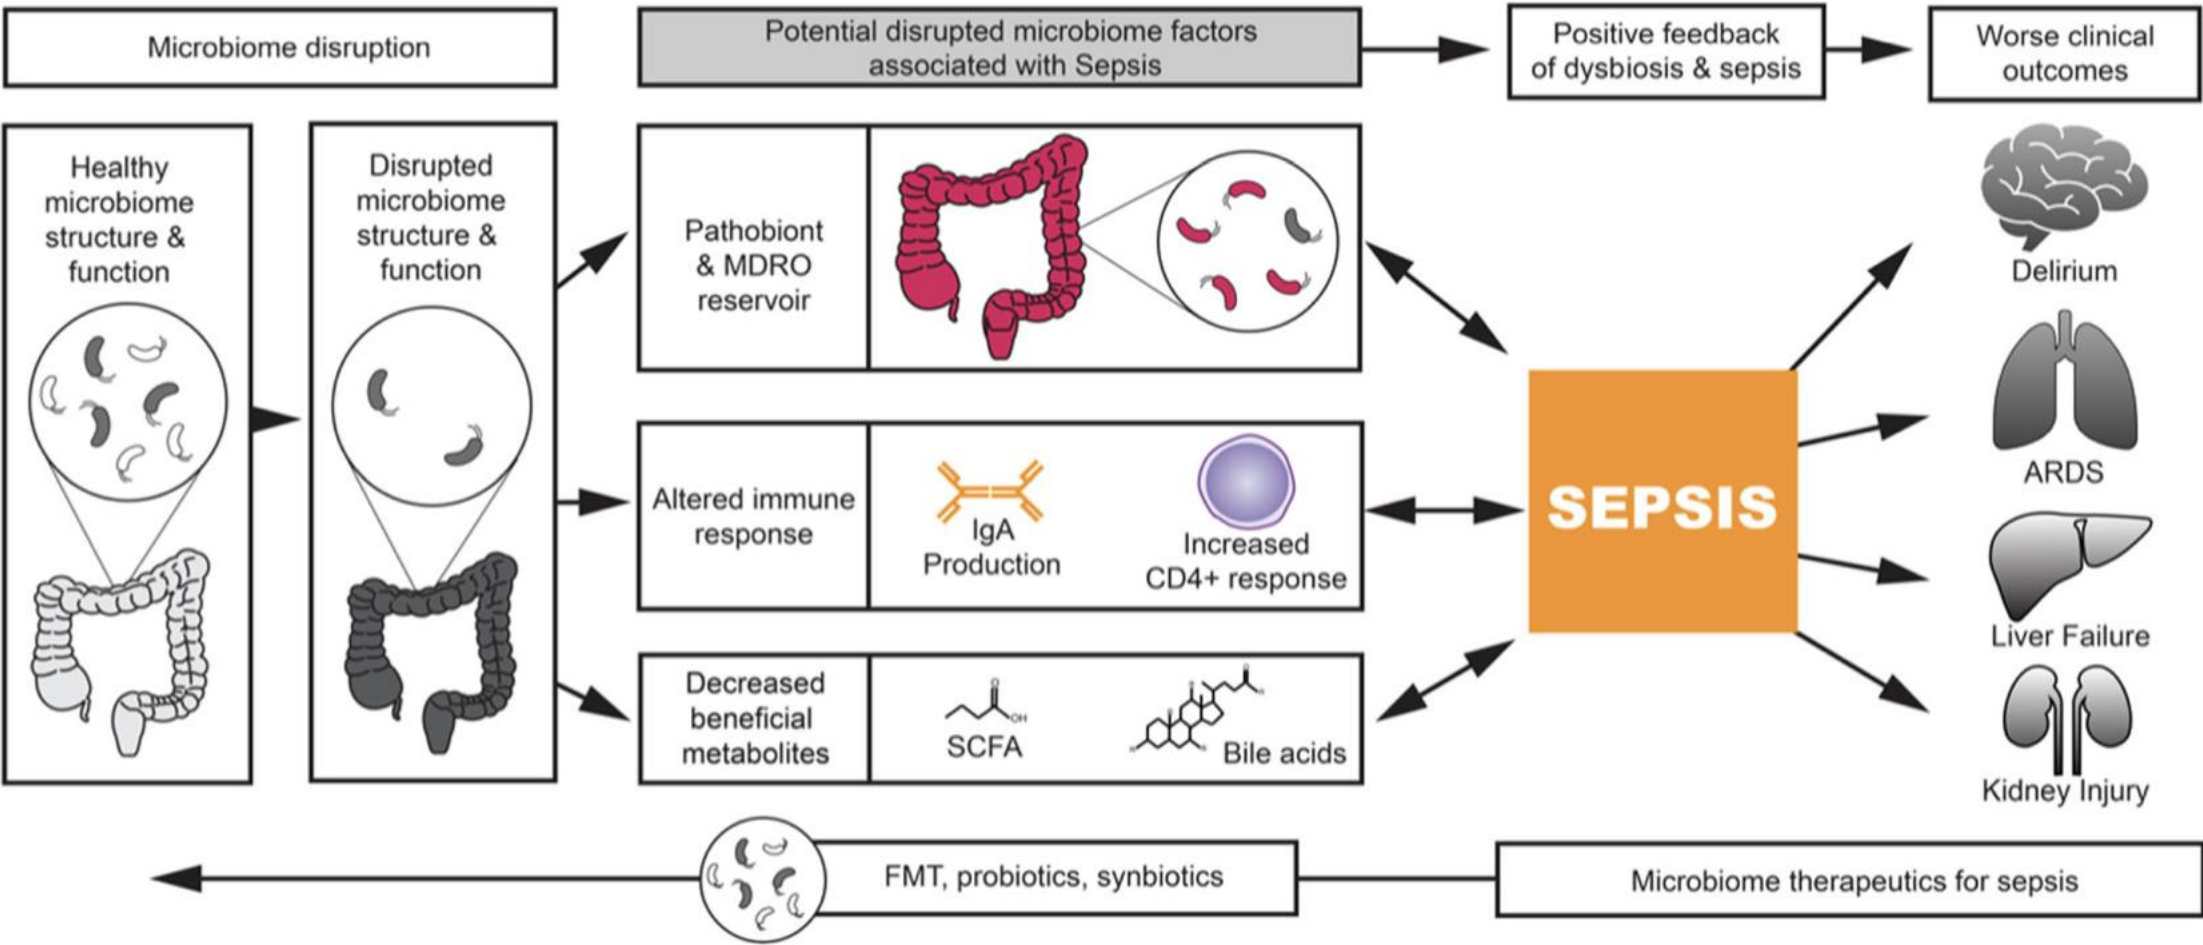 Microbiome disruption
Potential disrupted microbiome factors
associated with Sepsis
Positive feedback
of dysbiosis & sepsis
Worse clinical
outcomes
Healthy
microbiome
structure &
function
Disrupted
microbiome
structure &
function
Pathobiont
& MDRO
reservoir
Altered immune
response
IgA
Production
Increased
CD4+ response
Decreased
beneficial
metabolites
O
OH
SCFA
Bile acids
SEPSIS
Delirium
ARDS
Liver Failure
Kidney Injury
FMT, probiotics, synbiotics
Microbiome therapeutics for sepsis